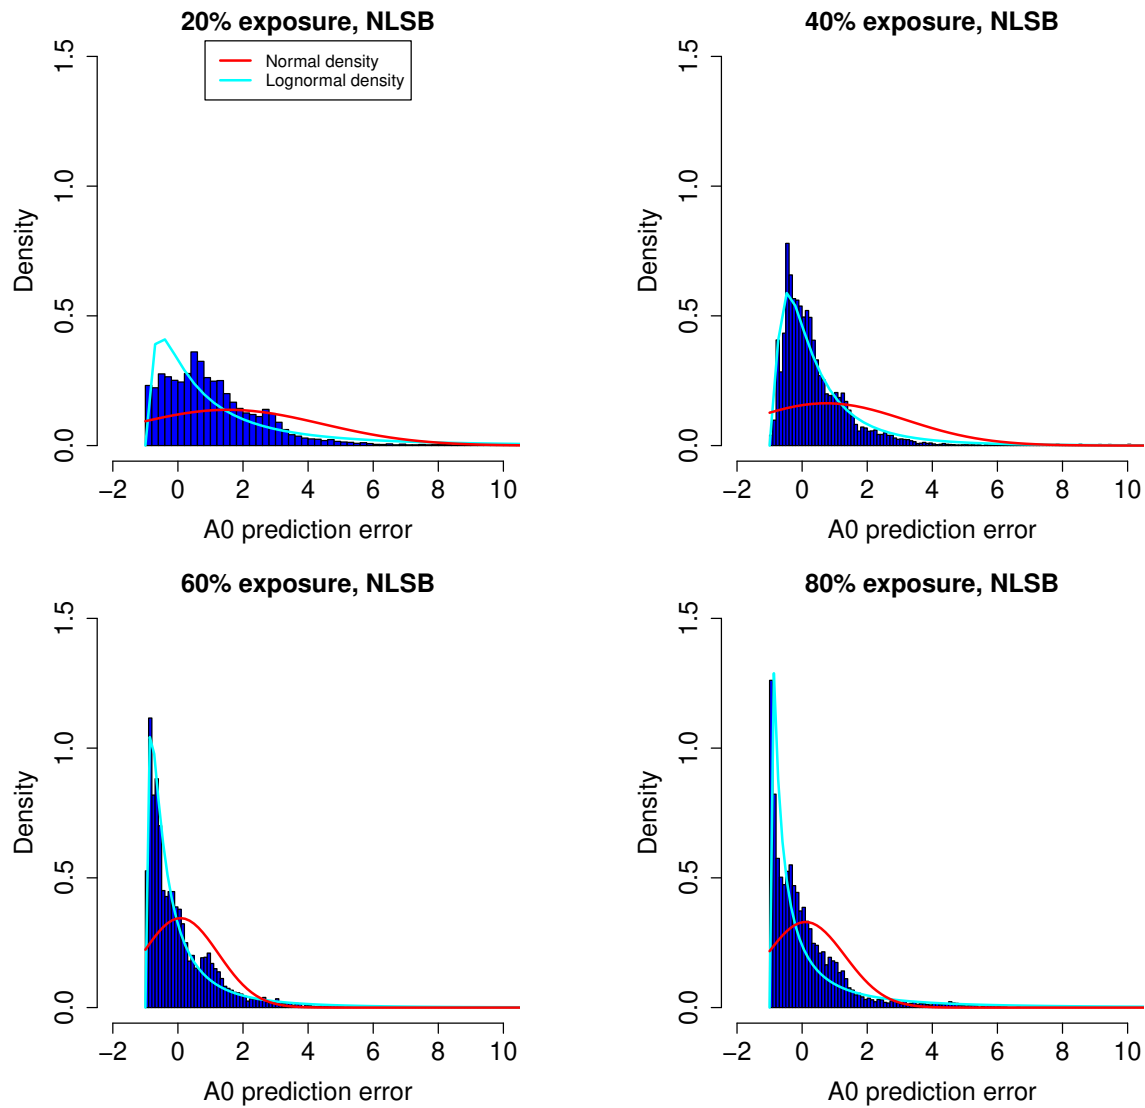 20% exposure, NLSB
Normal density
Lognormal density
Density
0.0 0.5 1.0 1.5
−2 0 2 4 6 8 10
A0 prediction error
40% exposure, NLSB
Density
0.0 0.5 1.0 1.5
−2 0 2 4 6 8 10
A0 prediction error
60% exposure, NLSB
Density
0.0 0.5 1.0 1.5
−2 0 2 4 6 8 10
A0 prediction error
80% exposure, NLSB
Density
0.0 0.5 1.0 1.5
−2 0 2 4 6 8 10
A0 prediction error